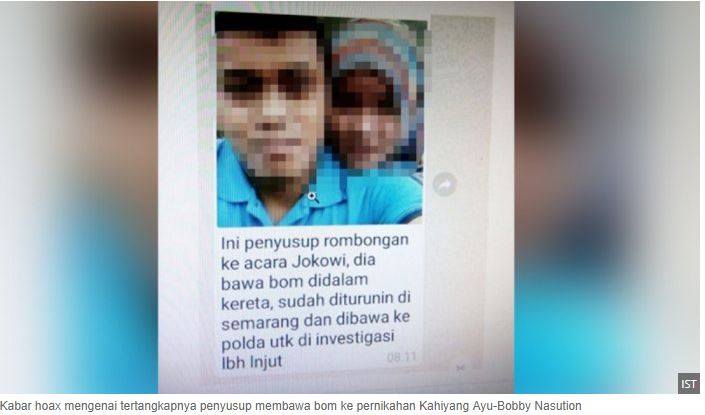 Ini penyusup rombongan
ke acara Jokowi, dia
bawa bom didalam
kereta, sudah diturunin di
semarang dan dibawa ke
polda utk di investigasi
lbh Injut
08.11
IST
Kabar hoax mengenai tertangkapnya penyusup membawa bom ke pernikahan Kahiyang Ayu-Bobby Nasution